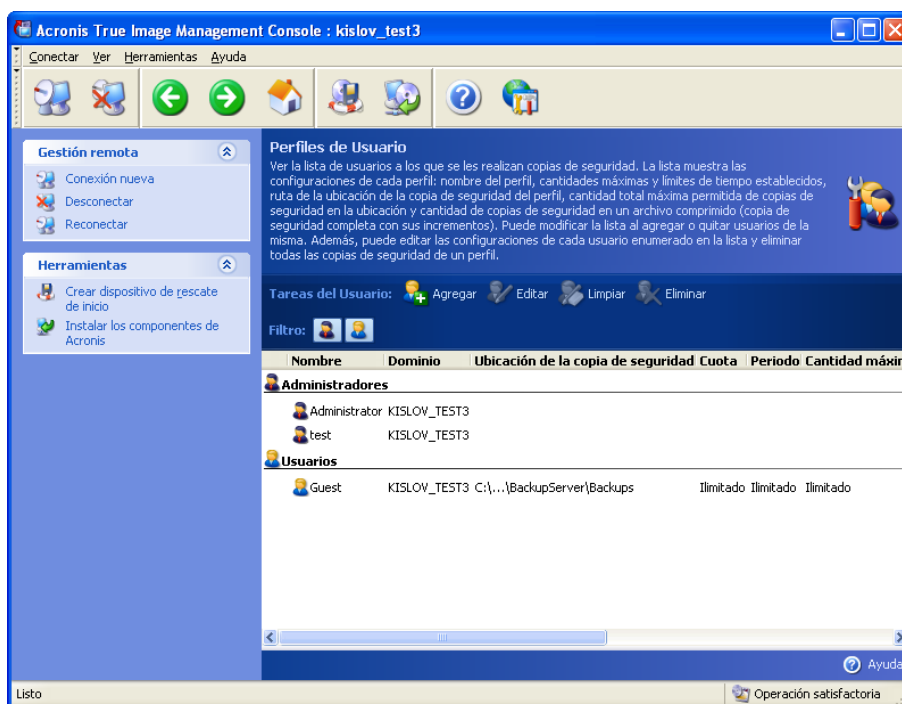 Acronis True Image Management Console : kislov_test3
Conectar Ver Herramientas Ayuda
Gestión remota
Conexión nueva
Desconectar
Reconectar
Herramientas
Crear dispositivo de rescate
de inicio
Instalar los componentes de
Acronis
Perfiles de Usuario
Ver la lista de usuarios a los que se les realizan copias de seguridad. La lista muestra las
configuraciones de cada perfil: nombre del perfil, cantidades máximas y límites de tiempo establecidos,
ruta de la ubicación de la copia de seguridad del perfil, cantidad total máxima permitida de copias de
seguridad en la ubicación y cantidad de copias de seguridad en un archivo comprimido (copia de
seguridad completa con sus incrementos). Puede modificar la lista al agregar o quitar usuarios de la
misma. Además, puede editar las configuraciones de cada usuario enumerado en la lista y eliminar
todas las copias de seguridad de un perfil.
Tareas del Usuario: Agregar Editar Limpiar Eliminar
Filtro:
Nombre Dominio Ubicación de la copia de seguridad Cuota Periodo Cantidad máxim
Administradores
Administrator KISLOV_TEST3
test KISLOV_TEST3
Usuarios
Guest KISLOV_TEST3 C:\...\BackupServer\Backups Ilimitado Ilimitado Ilimitado
Ayuda
Listo Operación satisfactoria